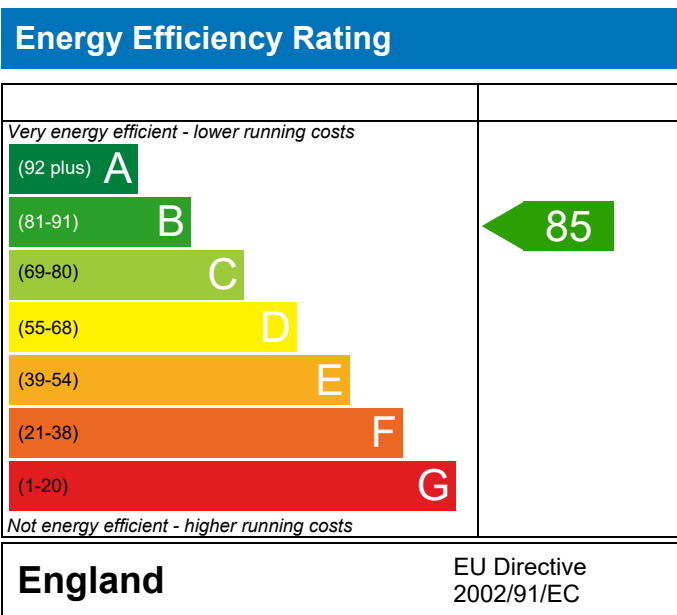 Energy Efficiency Rating
Very energy efficient - lower running costs
(92 plus) A
(81-91) B
85
(69-80) C
(55-68) D
(39-54) E
(21-38) F
(1-20) G
Not energy efficient - higher running costs
England
EU Directive
2002/91/EC